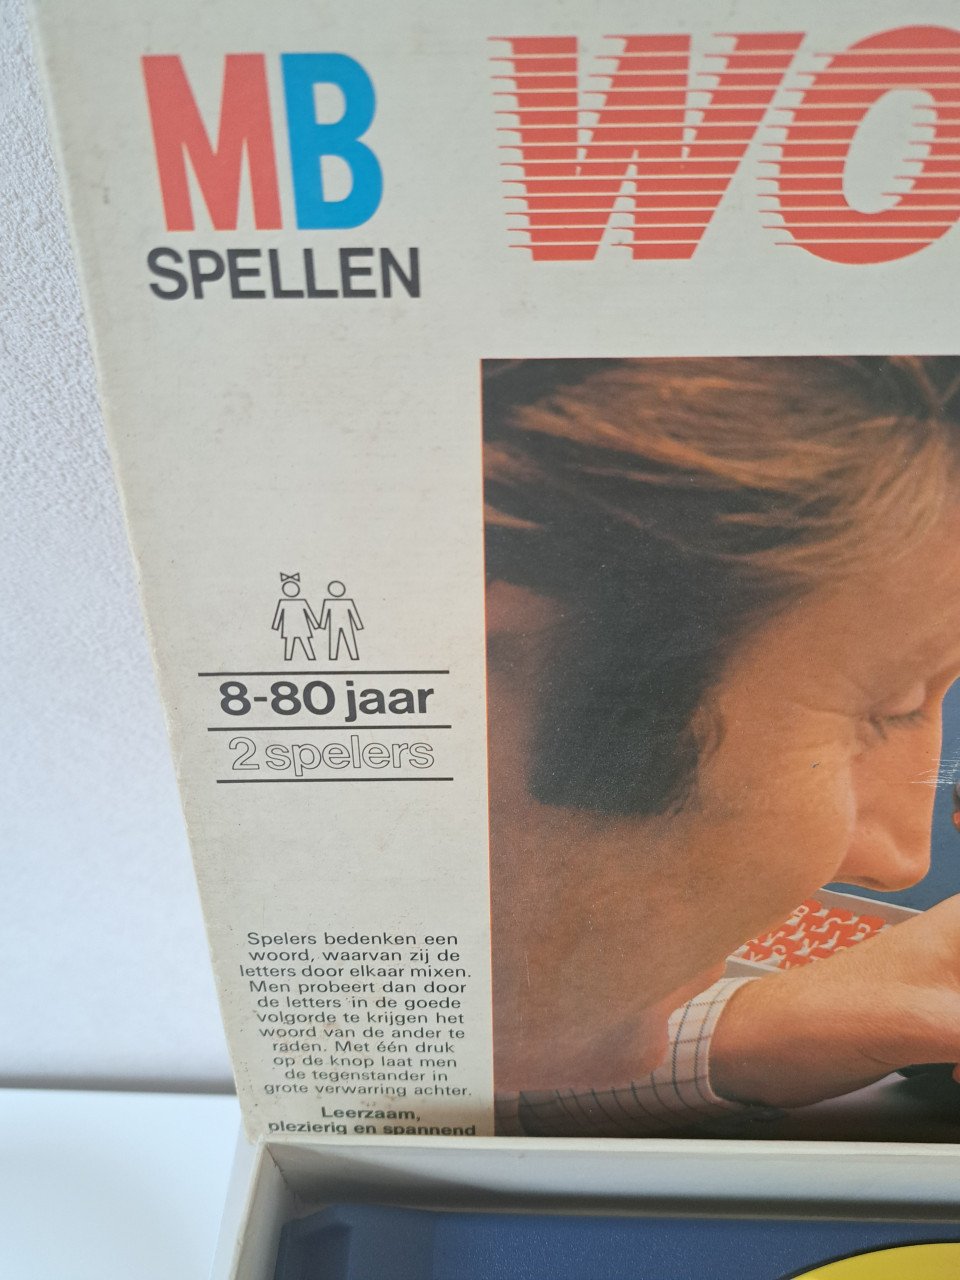 MB
SPELLEN
WO
8-80 jaar
2 spelers
Spelers bedenken een
woord, waarvan zij de
letters door elkaar mixen.
Men probeert dan door
de letters in de goede
volgorde te krijgen het
woord van de ander te
raden. Met één druk
op de knop laat men
de tegenstander in
grote verwarring achter.
Leerzaam,
plezierig en spannend